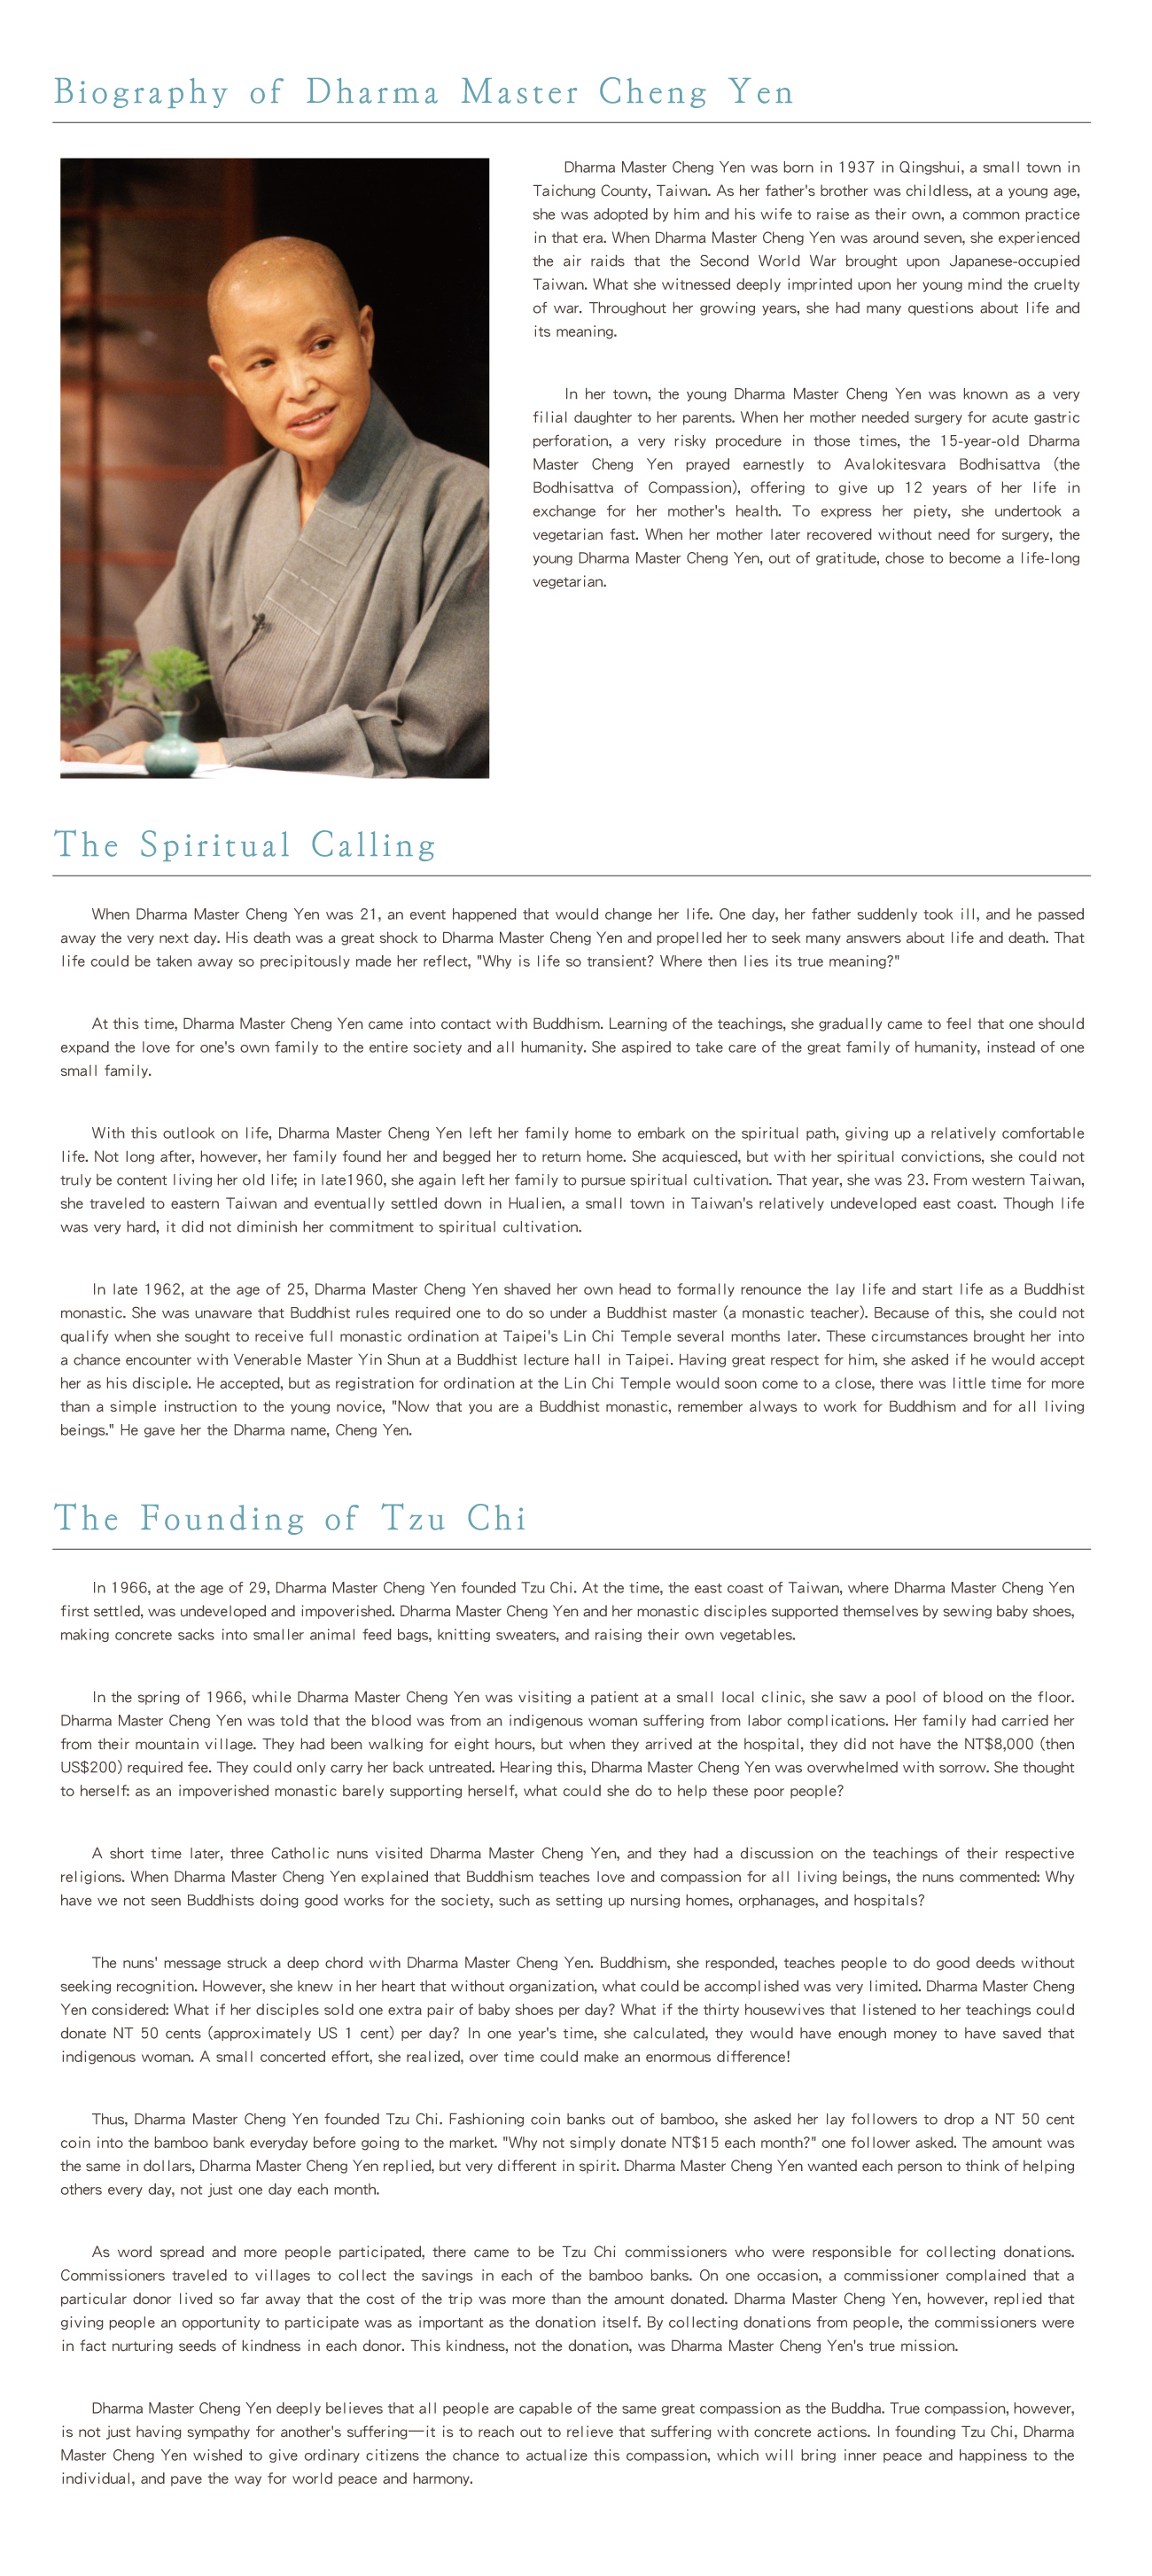 Biography of Dharma Master Cheng Yen
Dharma Master Cheng Yen was born in 1937 in Qingshui, a small town in
Taichung County, Taiwan. As her father's brother was childless, at a young age,
she was adopted by him and his wife to raise as their own, a common practice
in that era. When Dharma Master Cheng Yen was around seven, she experienced
the air raids that the Second World War brought upon Japanese-occupied
Taiwan. What she witnessed deeply imprinted upon her young mind the cruelty
of war. Throughout her growing years, she had many questions about life and
its meaning.
In her town, the young Dharma Master Cheng Yen was known as a very
filial daughter to her parents. When her mother needed surgery for acute gastric
perforation, a very risky procedure in those times, the 15-year-old Dharma
Master Cheng Yen prayed earnestly to Avalokitesvara Bodhisattva (the
Bodhisattva of Compassion), offering to give up 12 years of her life in
exchange for her mother's health. To express her piety, she undertook a
vegetarian fast. When her mother later recovered without need for surgery, the
young Dharma Master Cheng Yen, out of gratitude, chose to become a life-long
vegetarian.
The Spiritual Calling
When Dharma Master Cheng Yen was 21, an event happened that would change her life. One day, her father suddenly took ill, and he passed
away the very next day. His death was a great shock to Dharma Master Cheng Yen and propelled her to seek many answers about life and death. That
life could be taken away so precipitously made her reflect, "Why is life so transient? Where then lies its true meaning?"
At this time, Dharma Master Cheng Yen came into contact with Buddhism. Learning of the teachings, she gradually came to feel that one should
expand the love for one's own family to the entire society and all humanity. She aspired to take care of the great family of humanity, instead of one
small family.
With this outlook on life, Dharma Master Cheng Yen left her family home to embark on the spiritual path, giving up a relatively comfortable
life. Not long after, however, her family found her and begged her to return home. She acquiesced, but with her spiritual convictions, she could not
truly be content living her old life; in late1960, she again left her family to pursue spiritual cultivation. That year, she was 23. From western Taiwan,
she traveled to eastern Taiwan and eventually settled down in Hualien, a small town in Taiwan's relatively undeveloped east coast. Though life
was very hard, it did not diminish her commitment to spiritual cultivation.
In late 1962, at the age of 25, Dharma Master Cheng Yen shaved her own head to formally renounce the lay life and start life as a Buddhist
monastic. She was unaware that Buddhist rules required one to do so under a Buddhist master (a monastic teacher). Because of this, she could not
qualify when she sought to receive full monastic ordination at Taipei's Lin Chi Temple several months later. These circumstances brought her into
a chance encounter with Venerable Master Yin Shun at a Buddhist lecture hall in Taipei. Having great respect for him, she asked if he would accept
her as his disciple. He accepted, but as registration for ordination at the Lin Chi Temple would soon come to a close, there was little time for more
than a simple instruction to the young novice, "Now that you are a Buddhist monastic, remember always to work for Buddhism and for all living
beings." He gave her the Dharma name, Cheng Yen.
The Founding of Tzu Chi
In 1966, at the age of 29, Dharma Master Cheng Yen founded Tzu Chi. At the time, the east coast of Taiwan, where Dharma Master Cheng Yen
first settled, was undeveloped and impoverished. Dharma Master Cheng Yen and her monastic disciples supported themselves by sewing baby shoes,
making concrete sacks into smaller animal feed bags, knitting sweaters, and raising their own vegetables.
In the spring of 1966, while Dharma Master Cheng Yen was visiting a patient at a small local clinic, she saw a pool of blood on the floor.
Dharma Master Cheng Yen was told that the blood was from an indigenous woman suffering from labor complications. Her family had carried her
from their mountain village. They had been walking for eight hours, but when they arrived at the hospital, they did not have the NT$8,000 (then
US$200) required fee. They could only carry her back untreated. Hearing this, Dharma Master Cheng Yen was overwhelmed with sorrow. She thought
to herself: as an impoverished monastic barely supporting herself, what could she do to help these poor people?
A short time later, three Catholic nuns visited Dharma Master Cheng Yen, and they had a discussion on the teachings of their respective
religions. When Dharma Master Cheng Yen explained that Buddhism teaches love and compassion for all living beings, the nuns commented: Why
have we not seen Buddhists doing good works for the society, such as setting up nursing homes, orphanages, and hospitals?
The nuns' message struck a deep chord with Dharma Master Cheng Yen. Buddhism, she responded, teaches people to do good deeds without
seeking recognition. However, she knew in her heart that without organization, what could be accomplished was very limited. Dharma Master Cheng
Yen considered: What if her disciples sold one extra pair of baby shoes per day? What if the thirty housewives that listened to her teachings could
donate NT 50 cents (approximately US 1 cent) per day? In one year's time, she calculated, they would have enough money to have saved that
indigenous woman. A small concerted effort, she realized, over time could make an enormous difference!
Thus, Dharma Master Cheng Yen founded Tzu Chi. Fashioning coin banks out of bamboo, she asked her lay followers to drop a NT 50 cent
coin into the bamboo bank everyday before going to the market. "Why not simply donate NT$15 each month?" one follower asked. The amount was
the same in dollars, Dharma Master Cheng Yen replied, but very different in spirit. Dharma Master Cheng Yen wanted each person to think of helping
others every day, not just one day each month.
As word spread and more people participated, there came to be Tzu Chi commissioners who were responsible for collecting donations.
Commissioners traveled to villages to collect the savings in each of the bamboo banks. On one occasion, a commissioner complained that a
particular donor lived so far away that the cost of the trip was more than the amount donated. Dharma Master Cheng Yen, however, replied that
giving people an opportunity to participate was as important as the donation itself. By collecting donations from people, the commissioners were
in fact nurturing seeds of kindness in each donor. This kindness, not the donation, was Dharma Master Cheng Yen's true mission.
Dharma Master Cheng Yen deeply believes that all people are capable of the same great compassion as the Buddha. True compassion, however,
is not just having sympathy for another's suffering—it is to reach out to relieve that suffering with concrete actions. In founding Tzu Chi, Dharma
Master Cheng Yen wished to give ordinary citizens the chance to actualize this compassion, which will bring inner peace and happiness to the
individual, and pave the way for world peace and harmony.